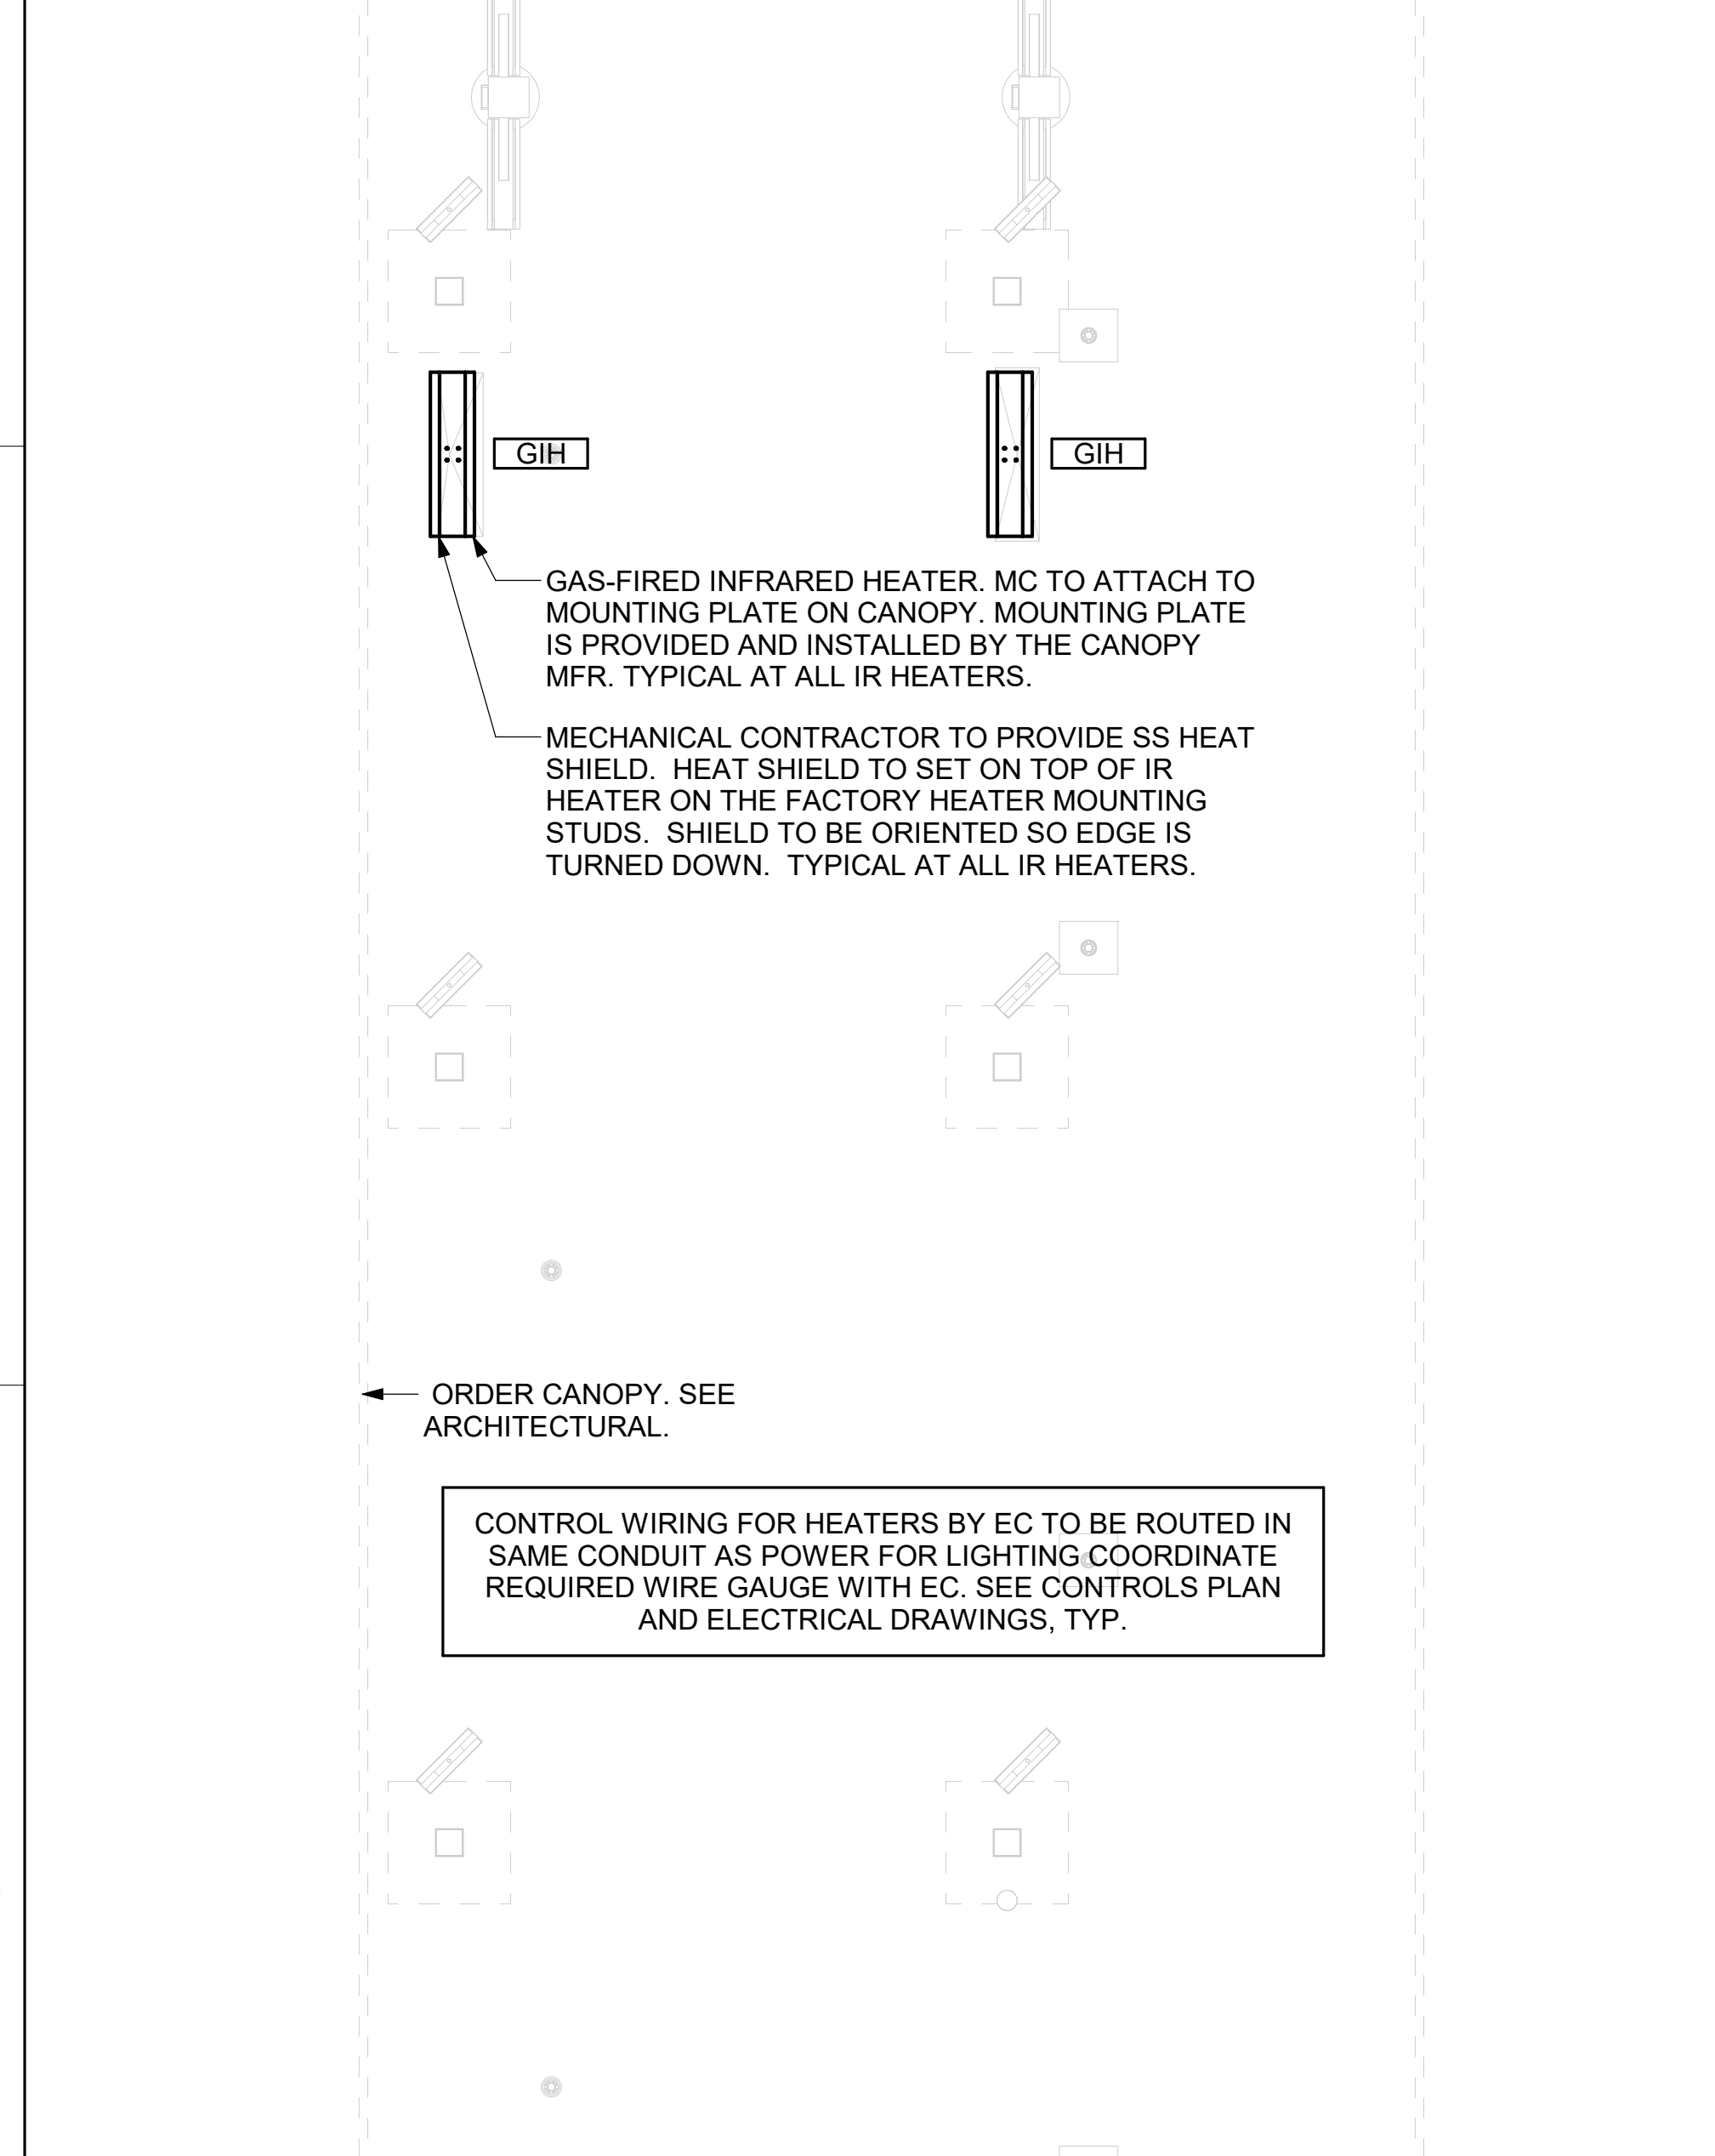 GIH
GIH
GAS-FIRED INFRARED HEATER. MC TO ATTACH TO
MOUNTING PLATE ON CANOPY. MOUNTING PLATE
IS PROVIDED AND INSTALLED BY THE CANOPY
MFR. TYPICAL AT ALL IR HEATERS.
MECHANICAL CONTRACTOR TO PROVIDE SS HEAT
SHIELD.  HEAT SHIELD TO SET ON TOP OF IR
HEATER ON THE FACTORY HEATER MOUNTING
STUDS.  SHIELD TO BE ORIENTED SO EDGE IS
TURNED DOWN.  TYPICAL AT ALL IR HEATERS.
ORDER CANOPY. SEE
ARCHITECTURAL.
CONTROL WIRING FOR HEATERS BY EC TO BE ROUTED IN
SAME CONDUIT AS POWER FOR LIGHTING COORDINATE
REQUIRED WIRE GAUGE WITH EC. SEE CONTROLS PLAN
AND ELECTRICAL DRAWINGS, TYP.